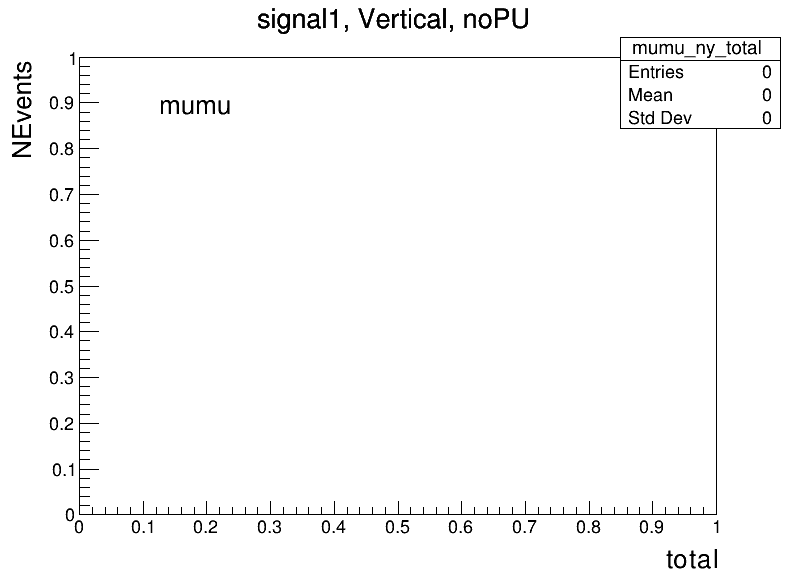 signal1, Vertical, noPU
mumu_ny_total
Entries 0
Mean 0
Std Dev 0
NEvents
mumu
1
0.9
0.8
0.7
0.6
0.5
0.4
0.3
0.2
0.1
0
0 0.1 0.2 0.3 0.4 0.5 0.6 0.7 0.8 0.9 1
total